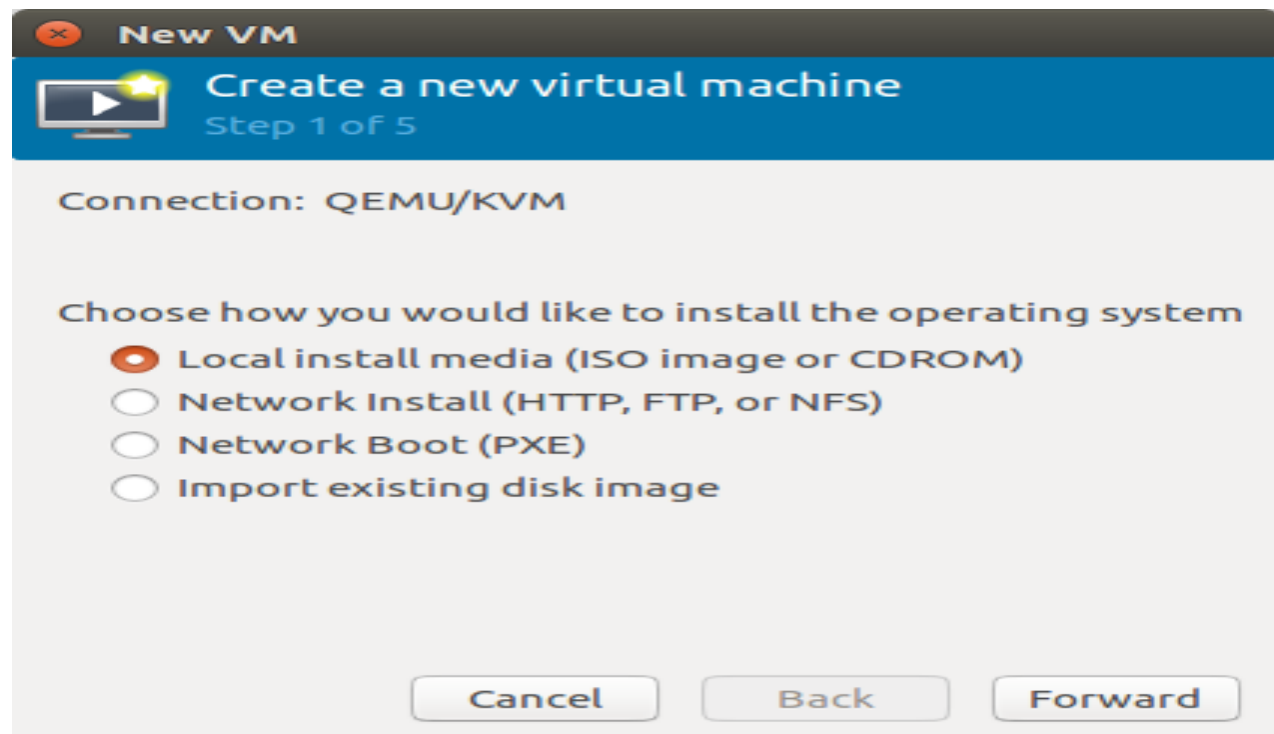 New VM
Create a new virtual machine
Step 1 of 5
Connection: QEMU/KVM
Choose how you would like to install the operating system
Local install media (ISO image or CDROM)
Network Install (HTTP, FTP, or NFS)
Network Boot (PXE)
Import existing disk image
Cancel Back Forward